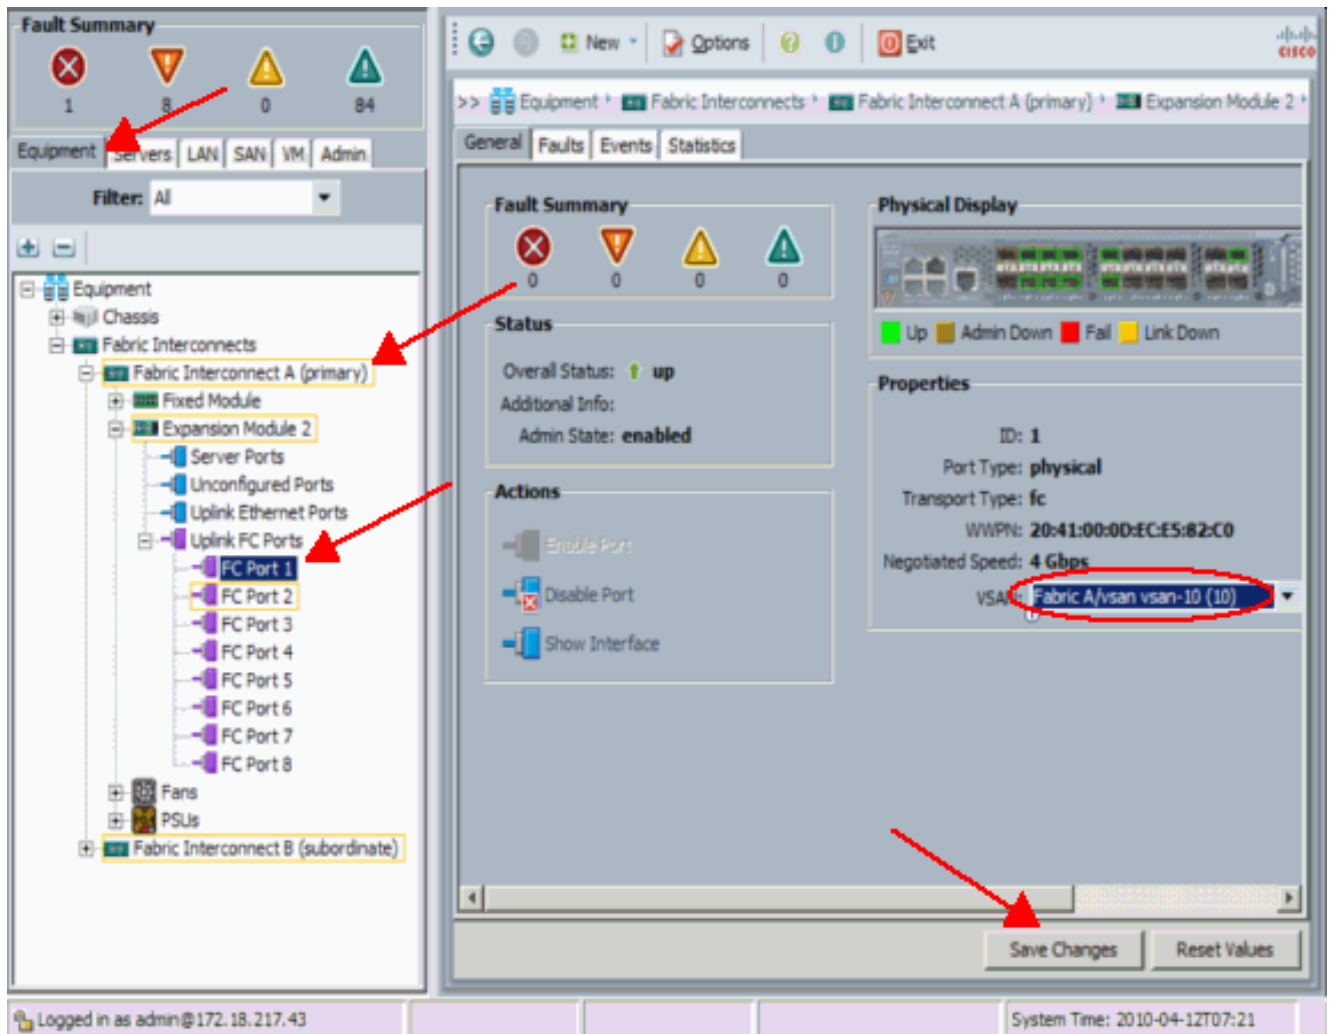 Fault Summary
1 8 0 84
Equipment Servers LAN SAN VM Admin
Filter: All
Equipment
Chassis
Fabric Interconnects
Fabric Interconnect A (primary)
Fixed Module
Expansion Module 2
Server Ports
Unconfigured Ports
Uplink Ethernet Ports
Uplink FC Ports
FC Port 1
FC Port 2
FC Port 3
FC Port 4
FC Port 5
FC Port 6
FC Port 7
FC Port 8
Fans
PSUs
Fabric Interconnect B (subordinate)
New Options Exit
CISCO
>> Equipment Fabric Interconnects Fabric Interconnect A (primary) Expansion Module 2
General Faults Events Statistics
Fault Summary
0 0 0 0
Status
Overall Status: up
Additional Info:
Admin State: enabled
Actions
Enable Port
Disable Port
Show Interface
Physical Display
Up Admin Down Fail Link Down
Properties
ID: 1
Port Type: physical
Transport Type: fc
WWPN: 20:41:00:0D:EC:E5:82:C0
Negotiated Speed: 4 Gbps
VSAN: Fabric A/vsan vsan-10 (10)
Save Changes Reset Values
Logged in as admin@172.18.217.43
System Time: 2010-04-12T07:21